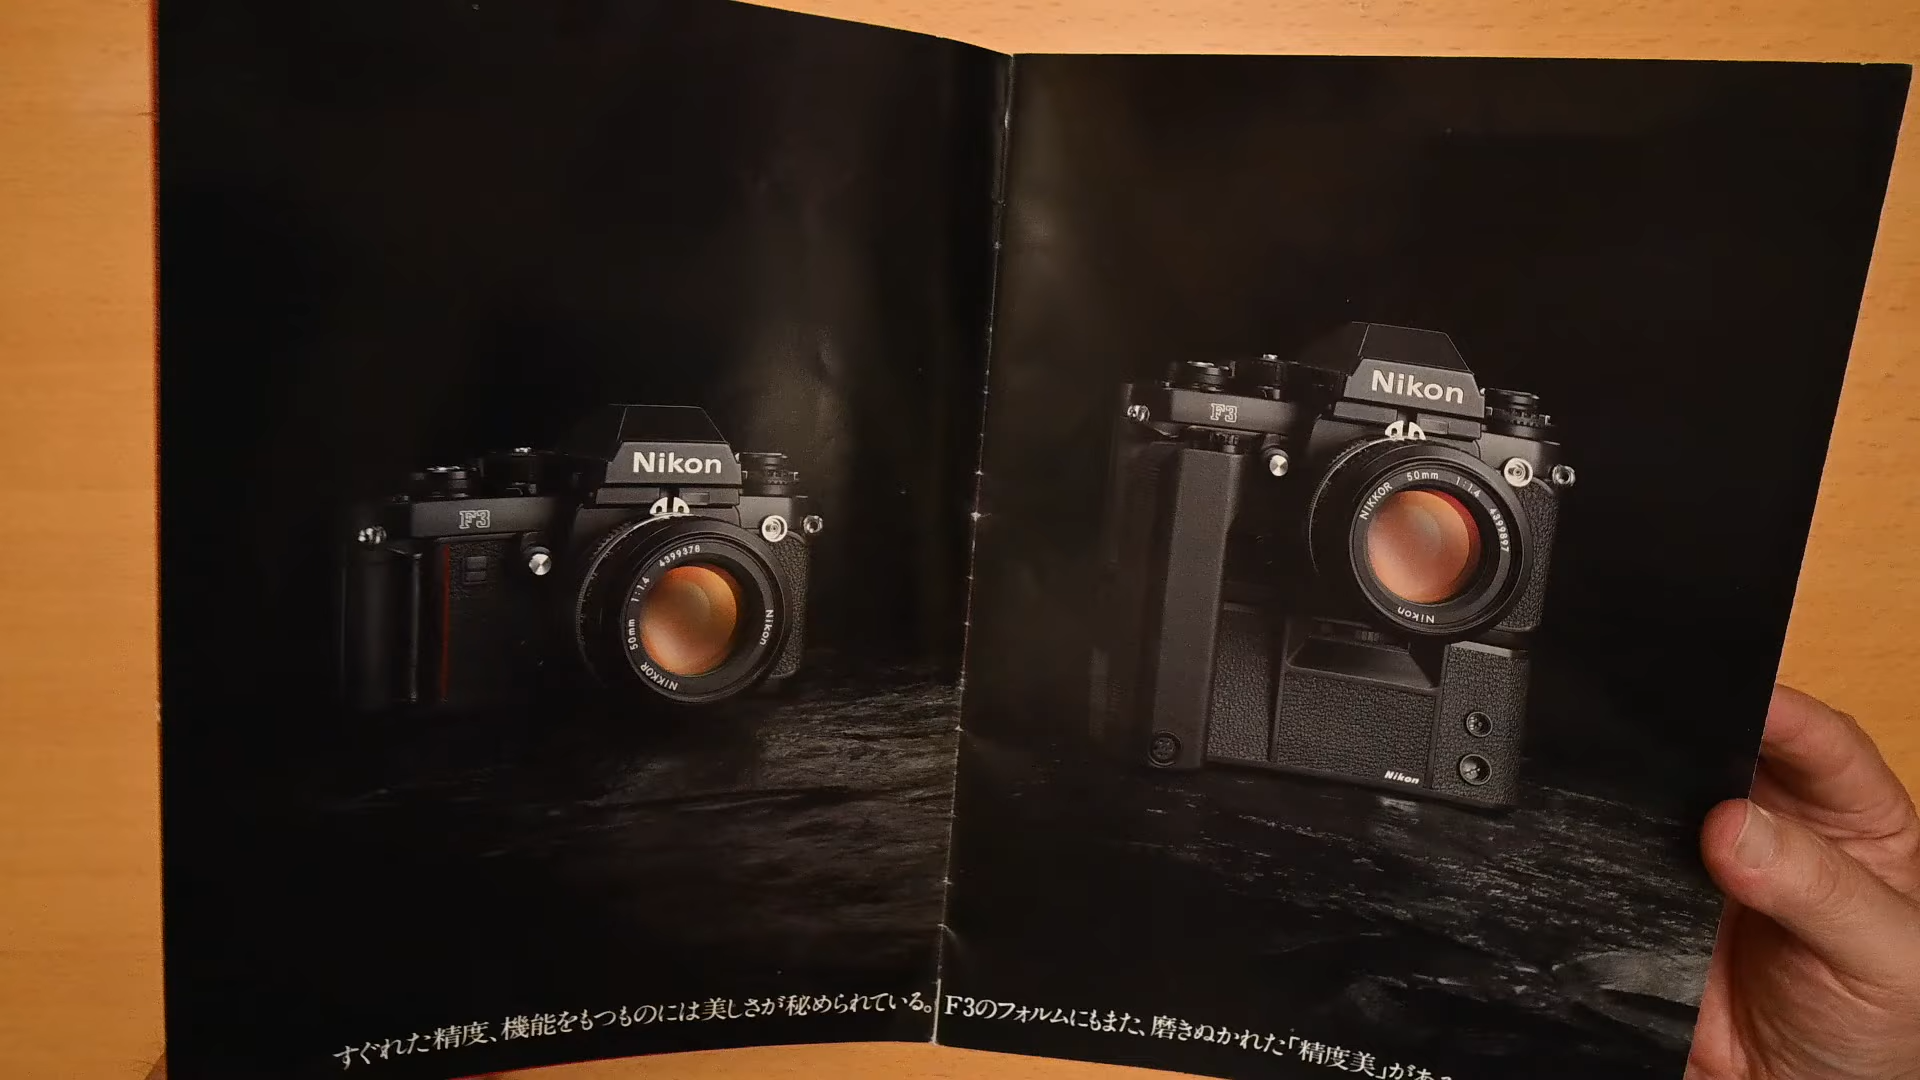 Nikon
F3
NIKKOR 50mm 1:1.4 4399378
Nikon
Nikon
F3
NIKKOR 50mm 1:1.4 4399897
Nikon
Nikon
すぐれた精度、機能をもつものには美しさが秘められている。F3のフォルムにもまた、磨きぬかれた「精度美」がある